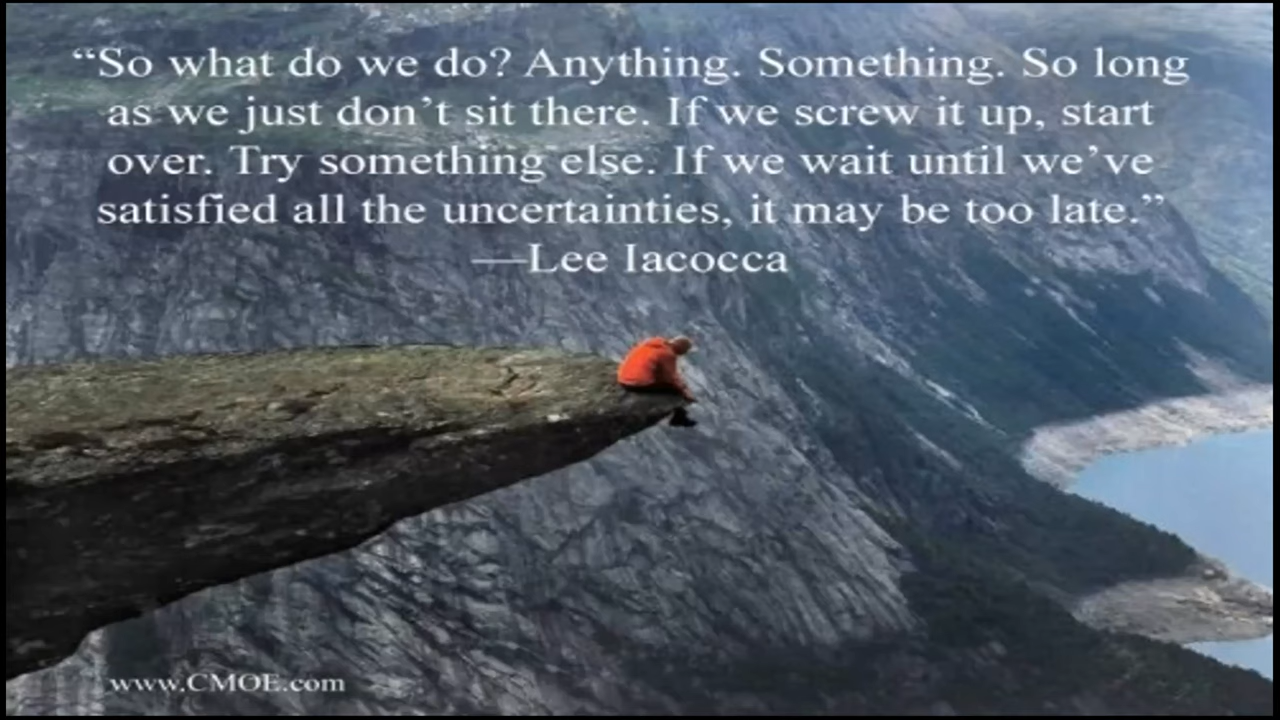 “So what do we do? Anything. Something. So long
as we just don’t sit there. If we screw it up, start
over. Try something else. If we wait until we’ve
satisfied all the uncertainties, it may be too late.”
—Lee Iacocca
www.CMOE.com